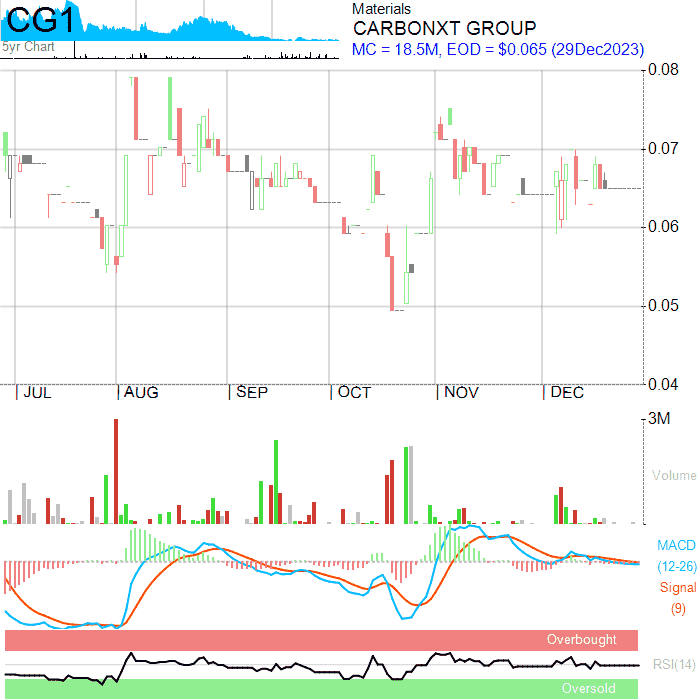 CG1
5yr Chart
Materials
CARBONXT GROUP
MC = 18.5M, EOD = $0.065 (29Dec2023)
0.08
0.07
0.06
0.05
0.04
JUL AUG SEP OCT NOV DEC
3M
Volume
MACD
(12-26)
Signal
(9)
Overbought
RSI(14)
Oversold